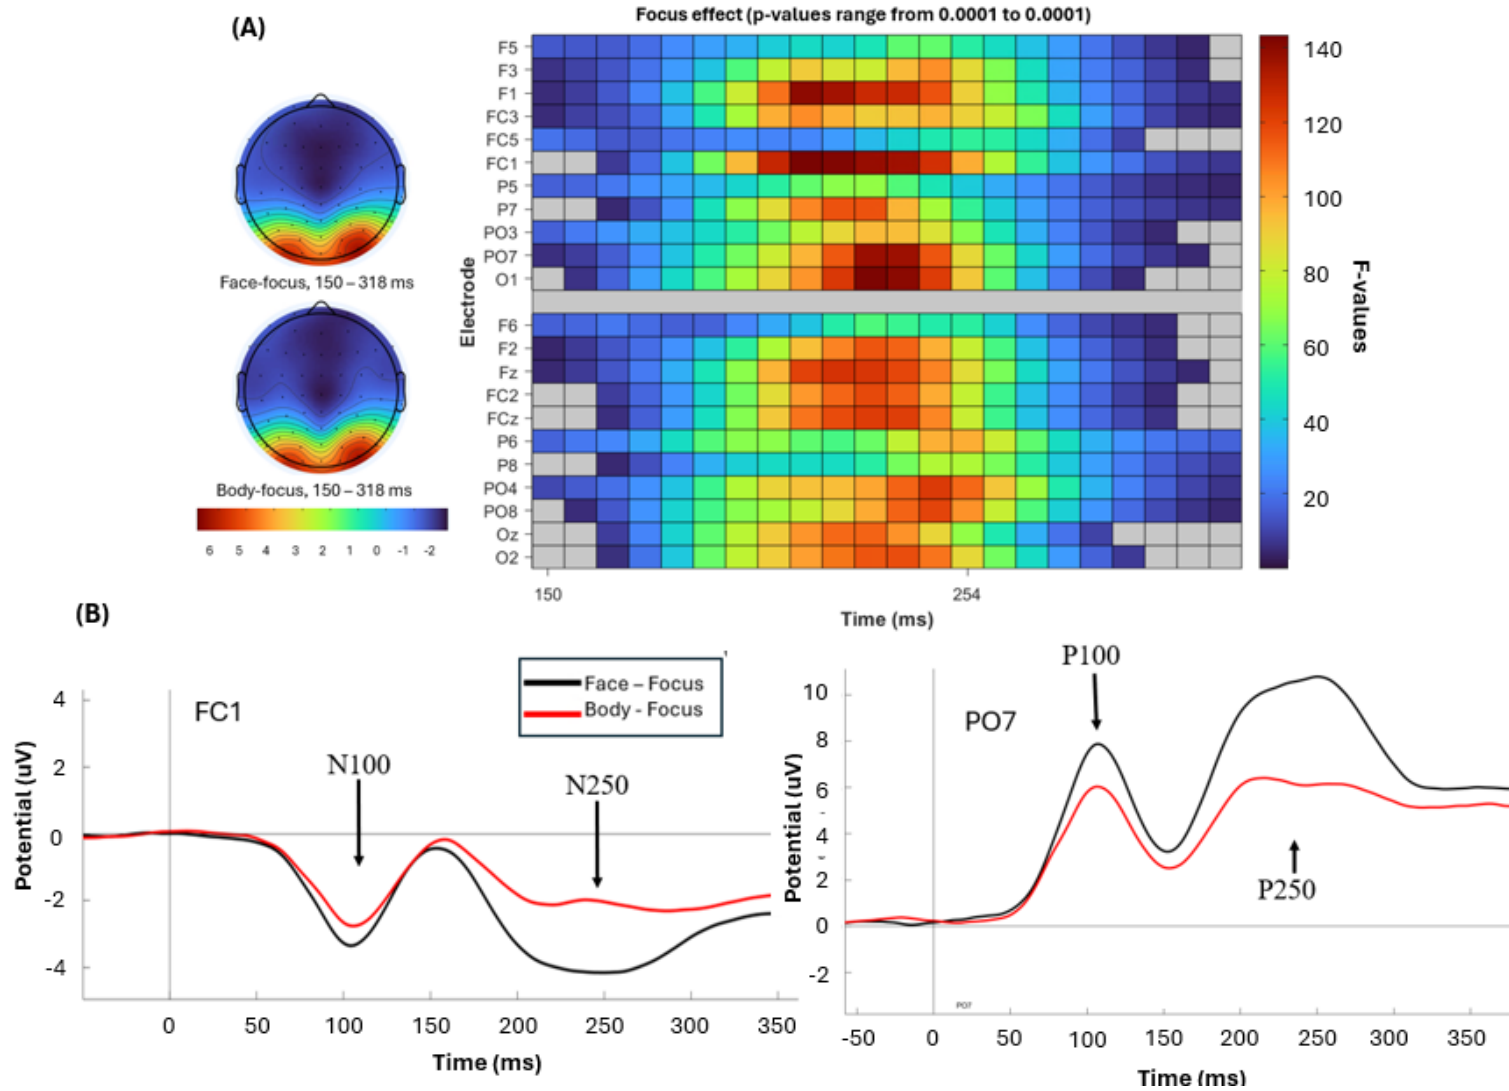 Focus effect (p-values range from 0.0001 to 0.0001)
(A)
F5
F3
F1
FC3
FC5
FC1
P5
P7
PO3
PO7
O1
F6
F2
Fz
FC2
FCz
P6
P8
PO4
PO8
Oz
O2
Electrode
150
254
Time (ms)
140
120
100
80
60
40
20
F-values
Face-focus, 150 – 318 ms
Body-focus, 150 – 318 ms
6 5 4 3 2 1 0 -1 -2
(B)
Face – Focus
Body - Focus
FC1
N100
N250
4
2
0
-2
-4
Potential (uV)
0 50 100 150 200 250 300 350
Time (ms)
P100
PO7
P250
10
8
6
4
2
0
-2
Potential (uV)
PO7
-50 0 50 100 150 200 250 300 350
Time (ms)